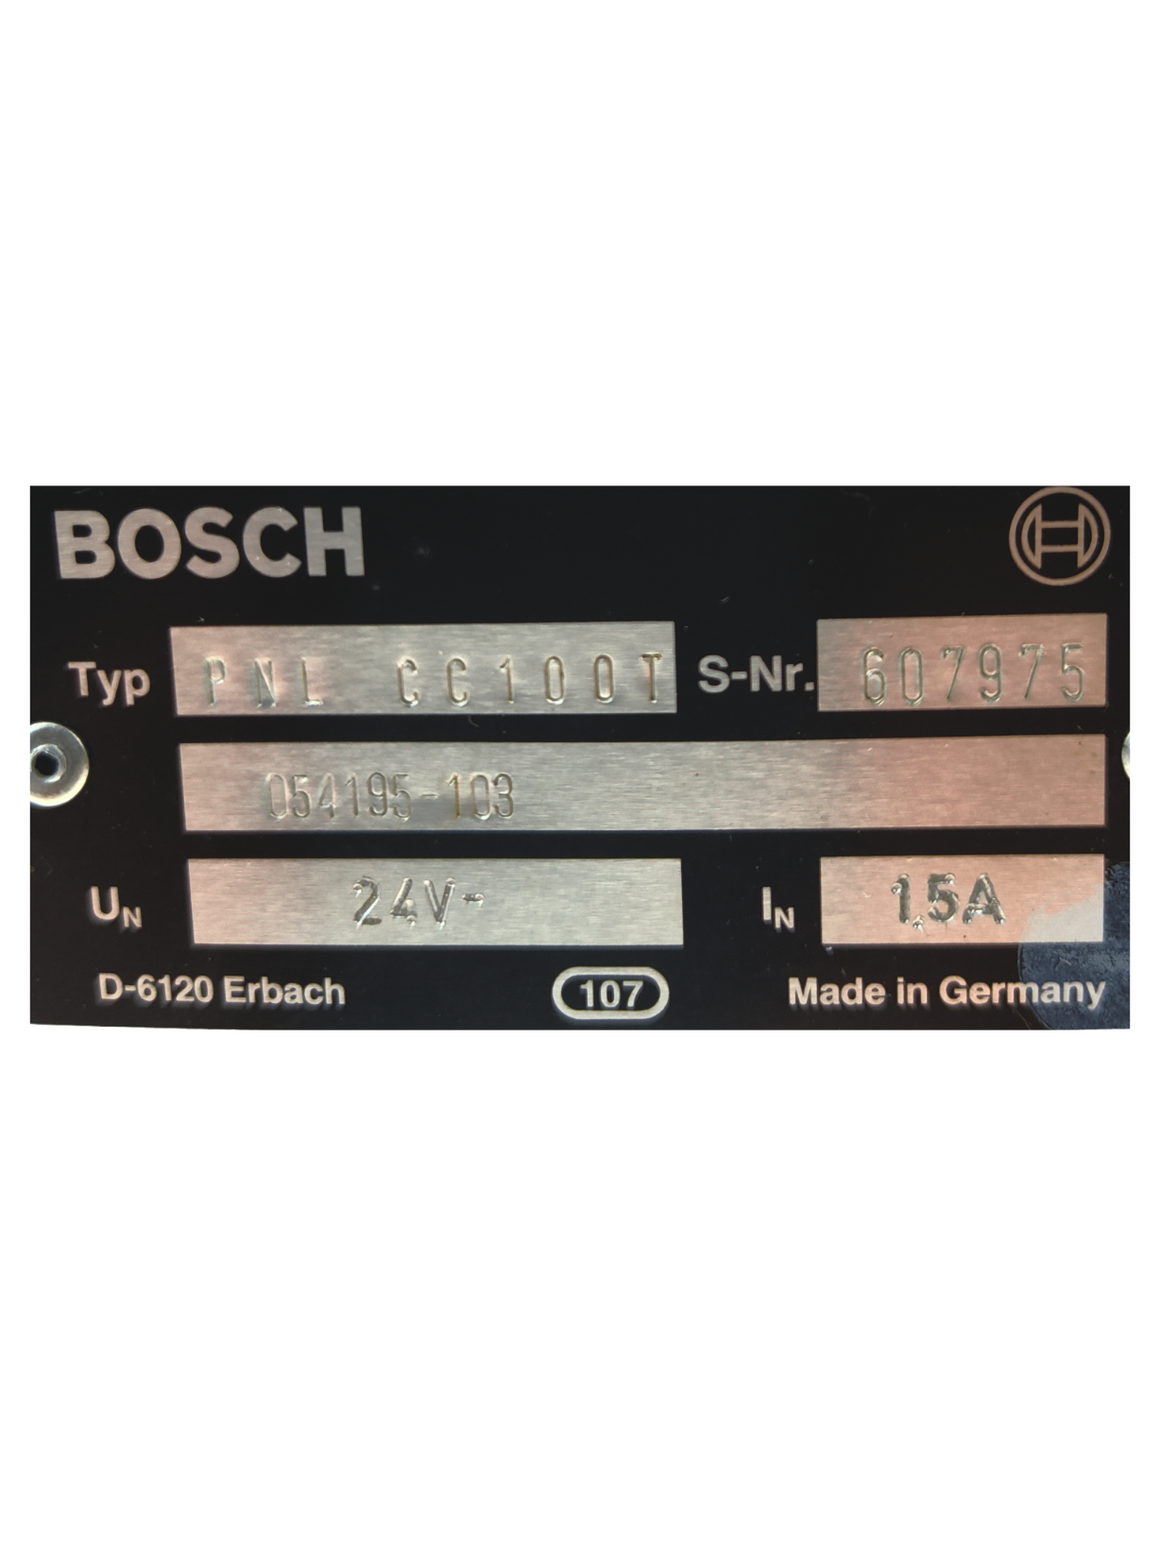 BOSCH
Typ PNL CC100T S-Nr. 607975
054195-103
UN 24V- IN 1,5A
D-6120 Erbach 107 Made in Germany